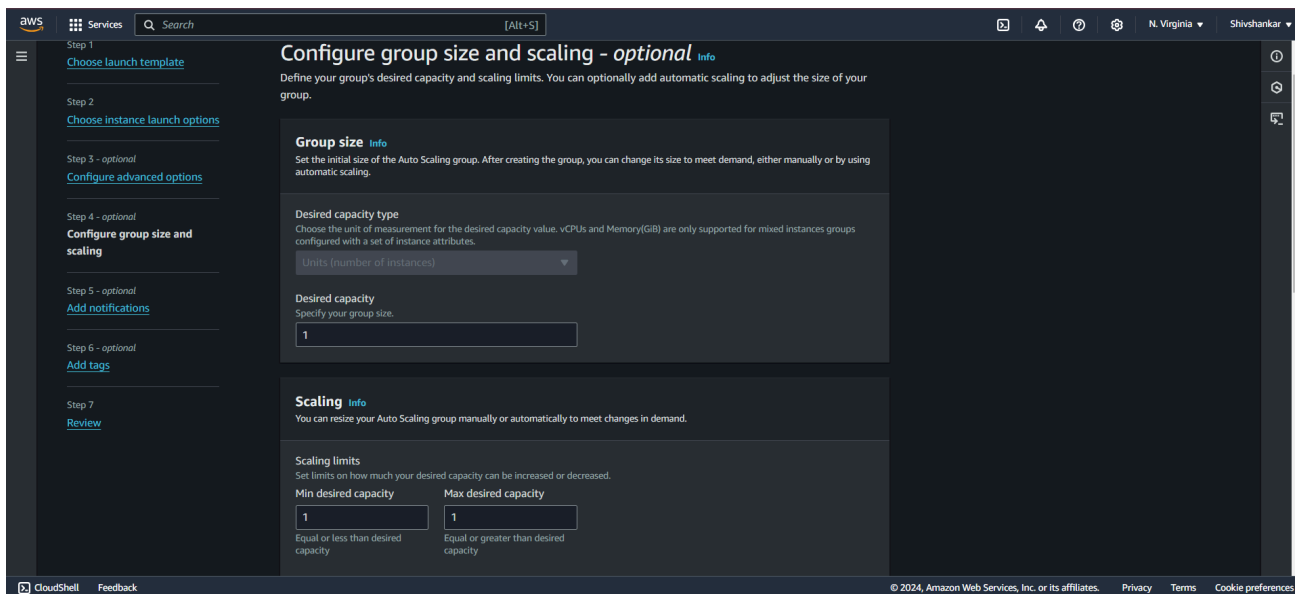 aws
Services
Search
[Alt+S]
N. Virginia
Shivshankar
Step 1
Choose launch template
Step 2
Choose instance launch options
Step 3 - optional
Configure advanced options
Step 4 - optional
Configure group size and
scaling
Step 5 - optional
Add notifications
Step 6 - optional
Add tags
Step 7
Review
Configure group size and scaling - optional Info
Define your group's desired capacity and scaling limits. You can optionally add automatic scaling to adjust the size of your
group.
Group size Info
Set the initial size of the Auto Scaling group. After creating the group, you can change its size to meet demand, either manually or by using
automatic scaling.
Desired capacity type
Choose the unit of measurement for the desired capacity value. vCPUs and Memory(GiB) are only supported for mixed instances groups
configured with a set of instance attributes.
Units (number of instances)
Desired capacity
Specify your group size.
1
Scaling Info
You can resize your Auto Scaling group manually or automatically to meet changes in demand.
Scaling limits
Set limits on how much your desired capacity can be increased or decreased.
Min desired capacity
1
Equal or less than desired
capacity
Max desired capacity
1
Equal or greater than desired
capacity
CloudShell
Feedback
© 2024, Amazon Web Services, Inc. or its affiliates.
Privacy
Terms
Cookie preferences